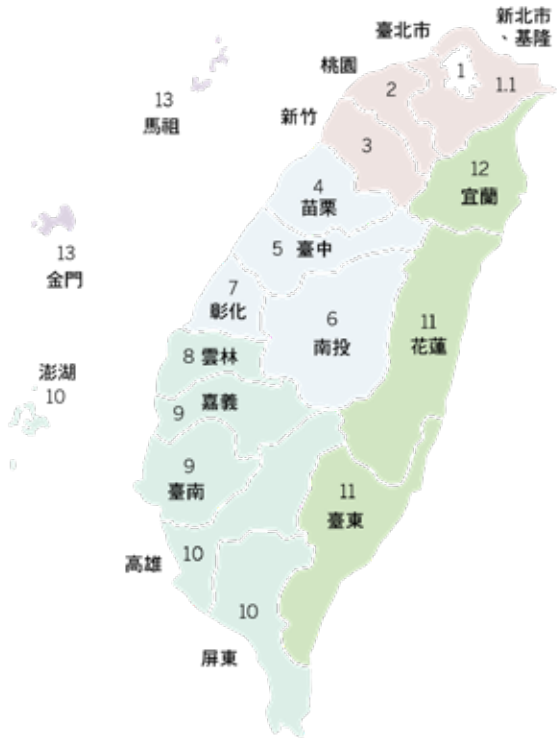 新北市
、基隆
臺北市
1
桃園
1.1
2
13
馬祖
新竹
3
12
宜蘭
4
苗栗
5 臺中
13
金門
7
彰化
6
南投
11
花蓮
8 雲林
澎湖
10
嘉義
9
9
臺南
11
臺東
高雄
10
10
屏東